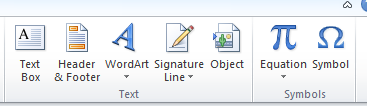 A
A
π
Ω
Text Header WordArt Signature Object Equation Symbol
Box & Footer Line
Text Symbols